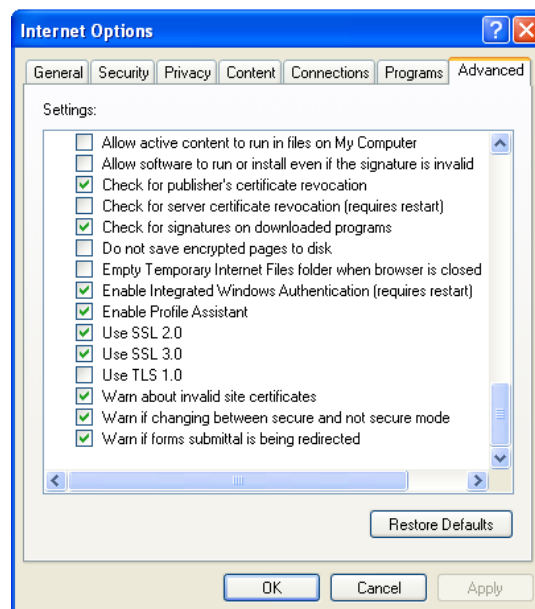 Internet Options
General Security Privacy Content Connections Programs Advanced
Settings:
Allow active content to run in files on My Computer
Allow software to run or install even if the signature is invalid
Check for publisher's certificate revocation
Check for server certificate revocation (requires restart)
Check for signatures on downloaded programs
Do not save encrypted pages to disk
Empty Temporary Internet Files folder when browser is closed
Enable Integrated Windows Authentication (requires restart)
Enable Profile Assistant
Use SSL 2.0
Use SSL 3.0
Use TLS 1.0
Warn about invalid site certificates
Warn if changing between secure and not secure mode
Warn if forms submittal is being redirected
Restore Defaults
OK Cancel Apply